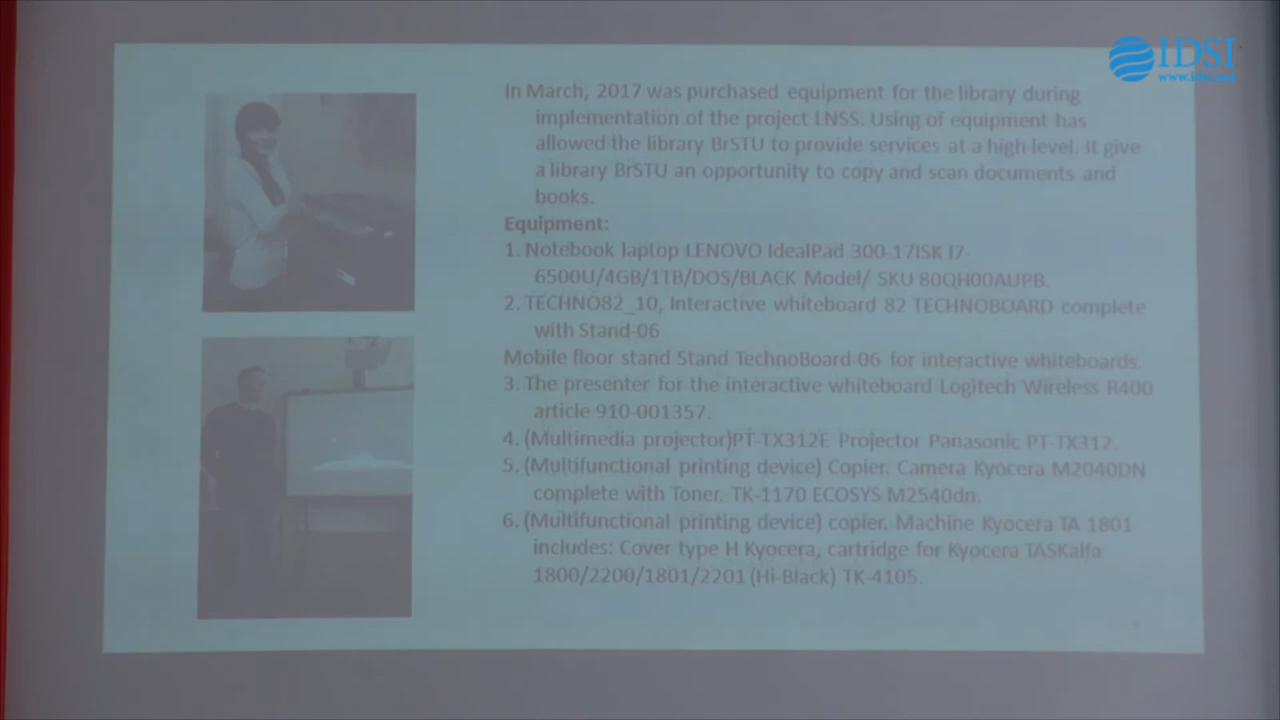 IDSI
www.idsi.md
In March, 2017 was purchased equipment for the library during
implementation of the project LNSS. Using of equipment has
allowed the library BrSTU to provide services at a high level. It give
a library BrSTU an opportunity to copy and scan documents and
books.
Equipment:
1. Notebook laptop LENOVO IdealPad 300-17ISK I7-
6500U/4GB/1TB/DOS/BLACK Model/ SKU 80QH00AUPB.
2. TECHNO82_10, Interactive whiteboard 82 TECHNOBOARD complete
with Stand-06
Mobile floor stand Stand TechnoBoard-06 for interactive whiteboards.
3. The presenter for the interactive whiteboard Logitech Wireless R400
article 910-001357.
4. (Multimedia projector)PT-TX312E Projector Panasonic PT-TX312.
5. (Multifunctional printing device) Copier. Camera Kyocera M2040DN
complete with Toner. TK-1170 ECOSYS M2540dn.
6. (Multifunctional printing device) copier. Machine Kyocera TA 1801
includes: Cover type H Kyocera, cartridge for Kyocera TASKalfa
1800/2200/1801/2201 (Hi-Black) TK-4105.